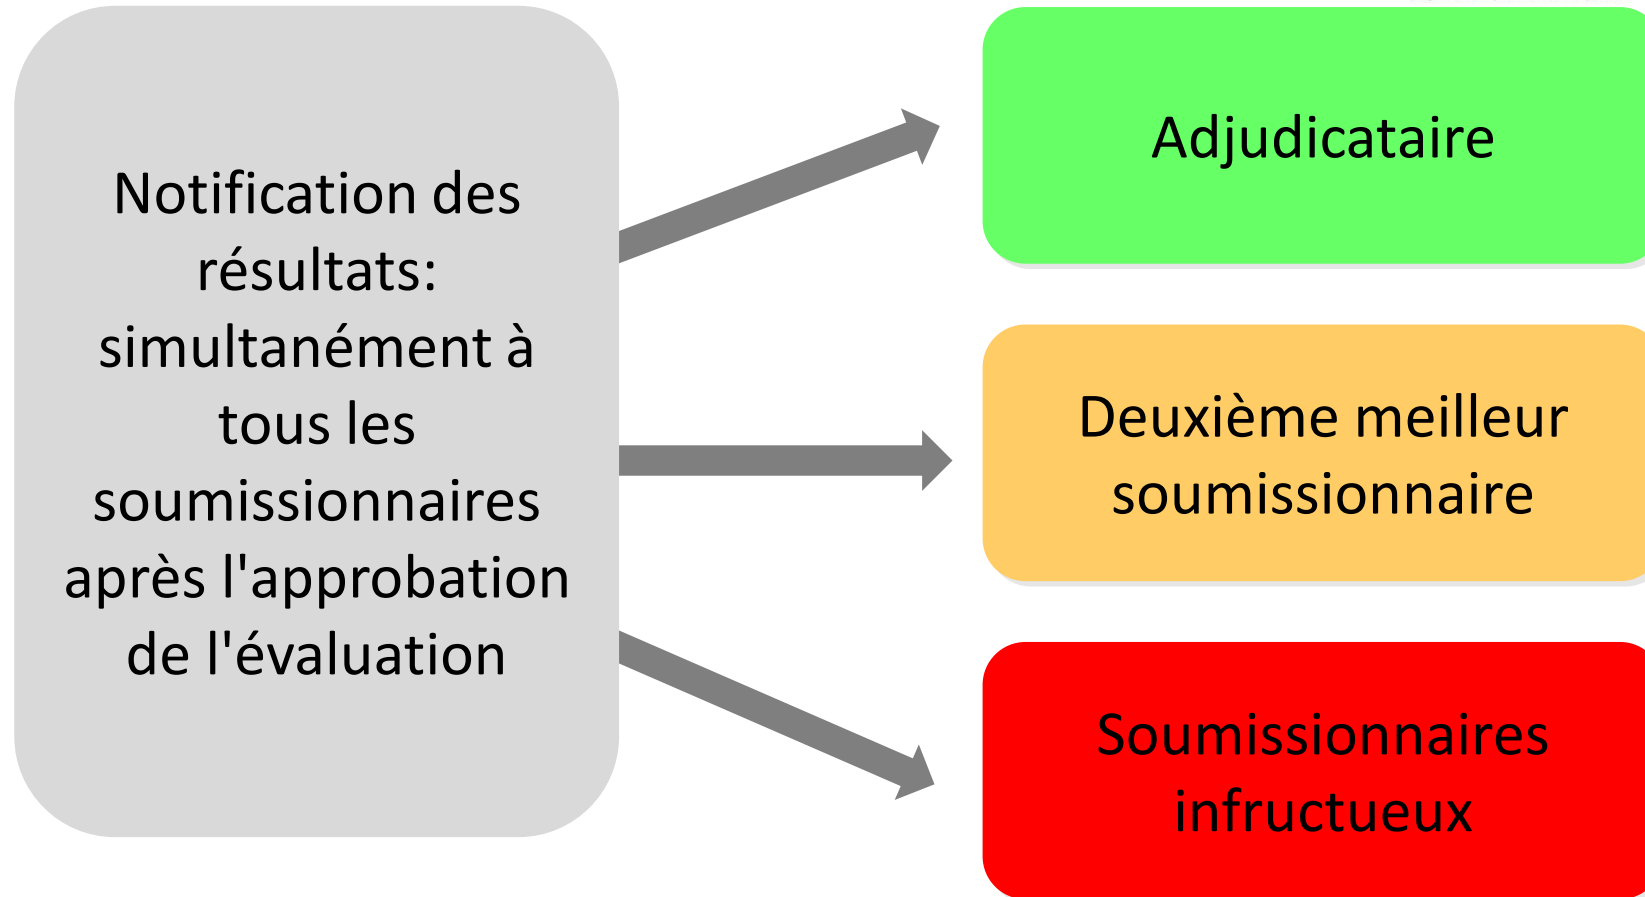 Notification des
résultats:
simultanément à
tous les
soumissionnaires
après l'approbation
de l'évaluation
Adjudicataire
Deuxième meilleur
soumissionnaire
Soumissionnaires
infructueux